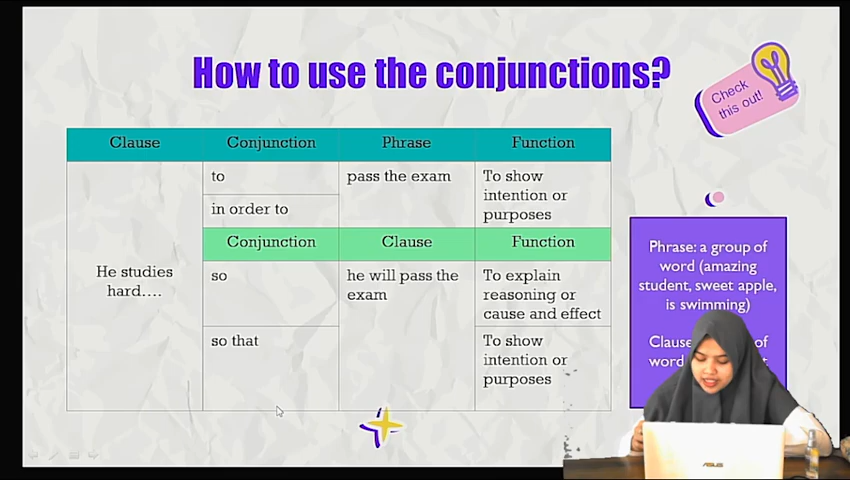 How to use the conjunctions?
Check
this out!
Clause Conjunction Phrase Function
to pass the exam To show
intention or
purposes
in order to
Conjunction Clause Function
He studies
hard....
so he will pass the To explain
exam reasoning or
cause and effect
so that To show
intention or
purposes
Phrase: a group of
word (amazing
student, sweet apple,
is swimming)
Clause of
word
ASUS